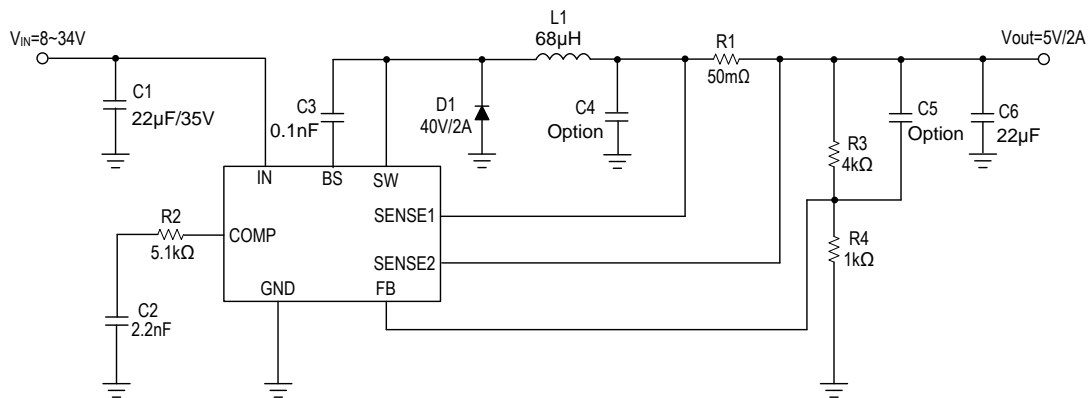 VIN=8~34V
C1
22µF/35V
C3
0.1nF
D1
40V/2A
L1
68µH
C4
Option
R1
50mΩ
Vout=5V/2A
R3
4kΩ
C5
Option
C6
22µF
R4
1kΩ
IN
BS
SW
SENSE1
SENSE2
COMP
GND
FB
R2
5.1kΩ
C2
2.2nF